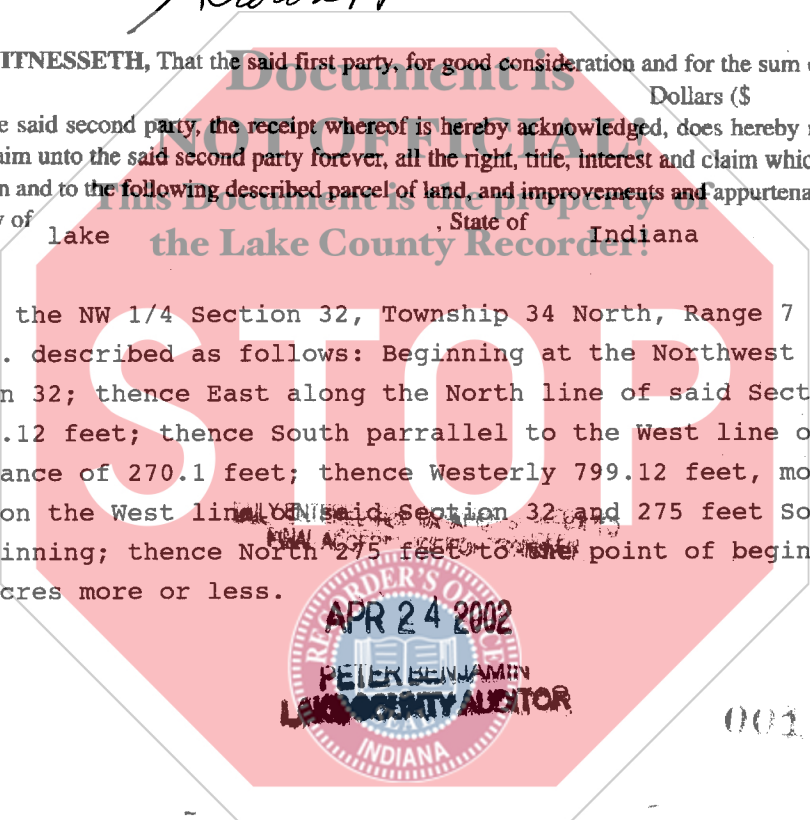 ITNESSETH, That the said first party, for good consideration and for the sum
Document is
Dollars ($
e said second party, the receipt whereof is hereby acknowledged, does hereby
NOT OFFICIAL!
aim unto the said second party forever, all the right, title, interest and claim whic
n and to the following described parcel of land, and improvements and appurtena
This Document is the property of
y of lake , State of Indiana
the Lake County Recorder!
the NW 1/4 Section 32, Township 34 North, Range 7
. described as follows: Beginning at the Northwest
n 32; thence East along the North line of said Sect
.12 feet; thence South parrallel to the West line o
STOP
ance of 270.1 feet; thence Westerly 799.12 feet, mo
on the West line of said Section 32 and 275 feet So
inning; thence North 275 feet to the point of begin
cres more or less.
RECORDER'S OFFICE
APR 24 2002
PETER BENJAMIN
LAKE COUNTY AUDITOR
INDIANA
001